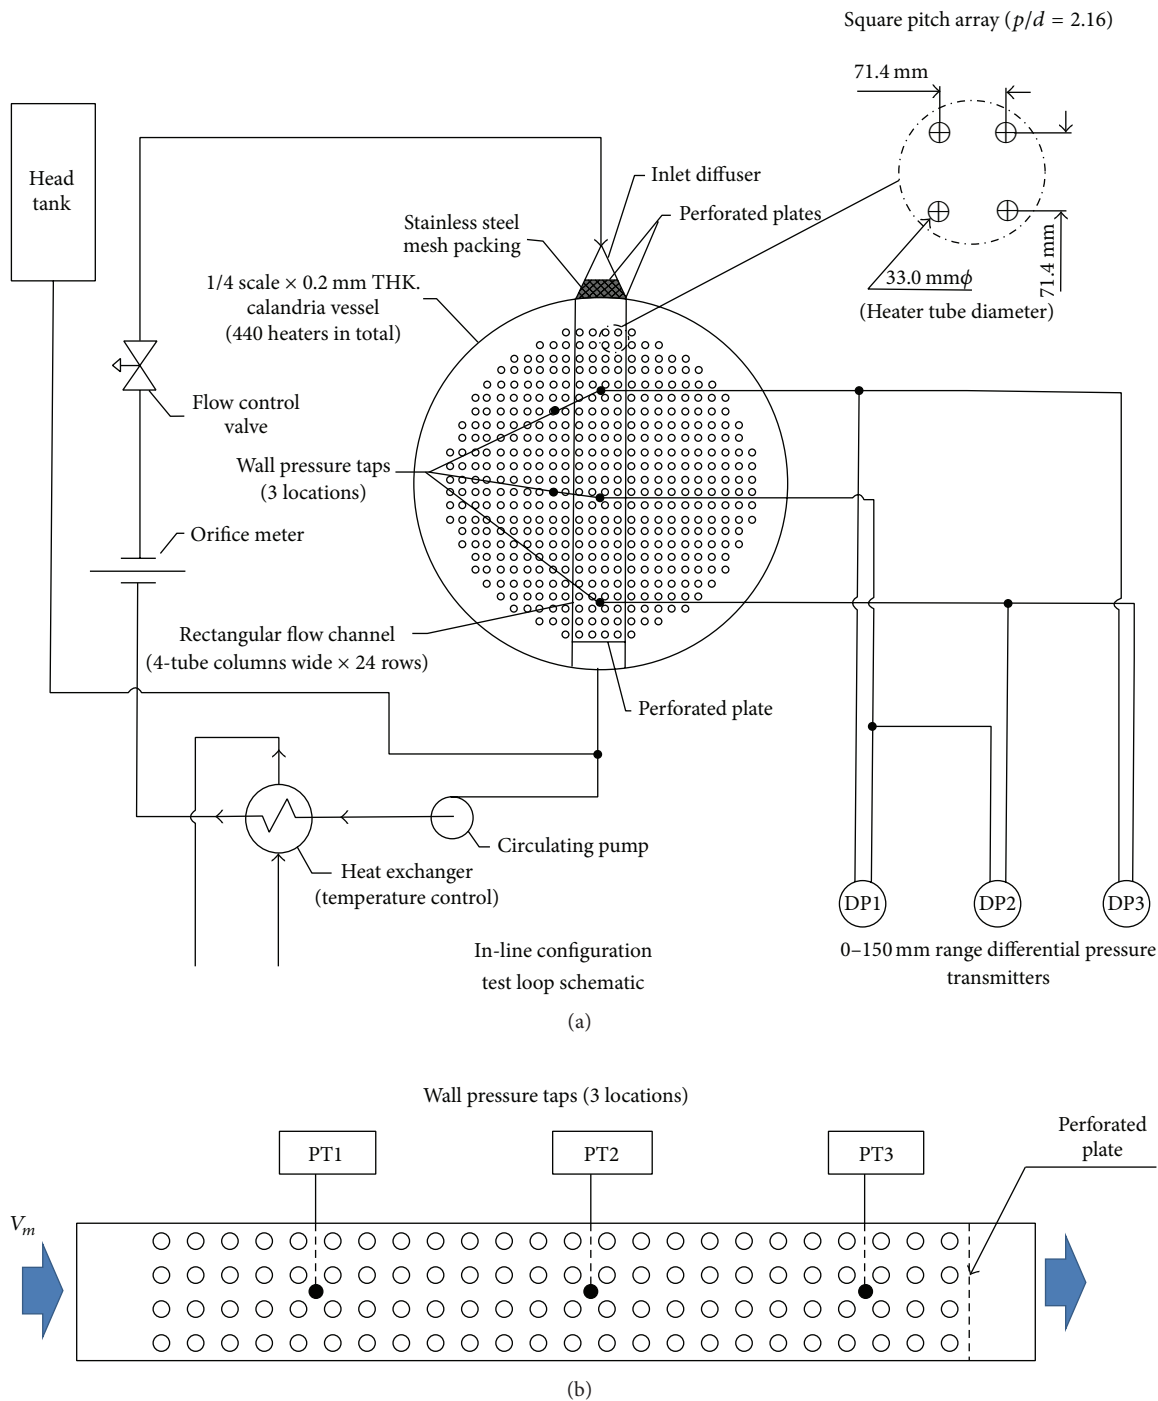 Square pitch array (p/d = 2.16)
71.4 mm
71.4 mm
33.0 mmϕ
(Heater tube diameter)
Head
tank
Inlet diffuser
Perforated plates
Stainless steel
mesh packing
1/4 scale × 0.2 mm THK.
calandria vessel
(440 heaters in total)
Flow control
valve
Wall pressure taps
(3 locations)
Orifice meter
Rectangular flow channel
(4-tube columns wide × 24 rows)
Perforated plate
Circulating pump
Heat exchanger
(temperature control)
DP1
DP2
DP3
0–150 mm range differential pressure
transmitters
In-line configuration
test loop schematic
(a)
Wall pressure taps (3 locations)
PT1
PT2
PT3
Perforated
plate
Vm
(b)